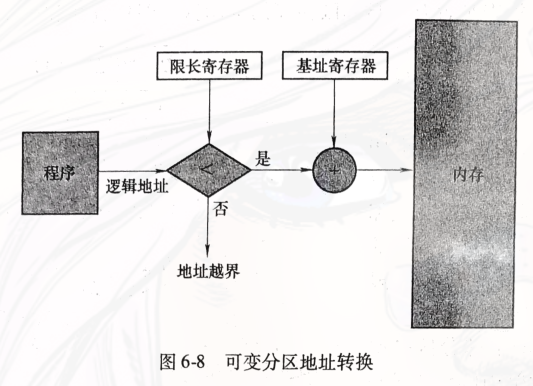 限长寄存器
基址寄存器
程序
逻辑地址
<
是
+
内存
否
地址越界
图 6-8 可变分区地址转换